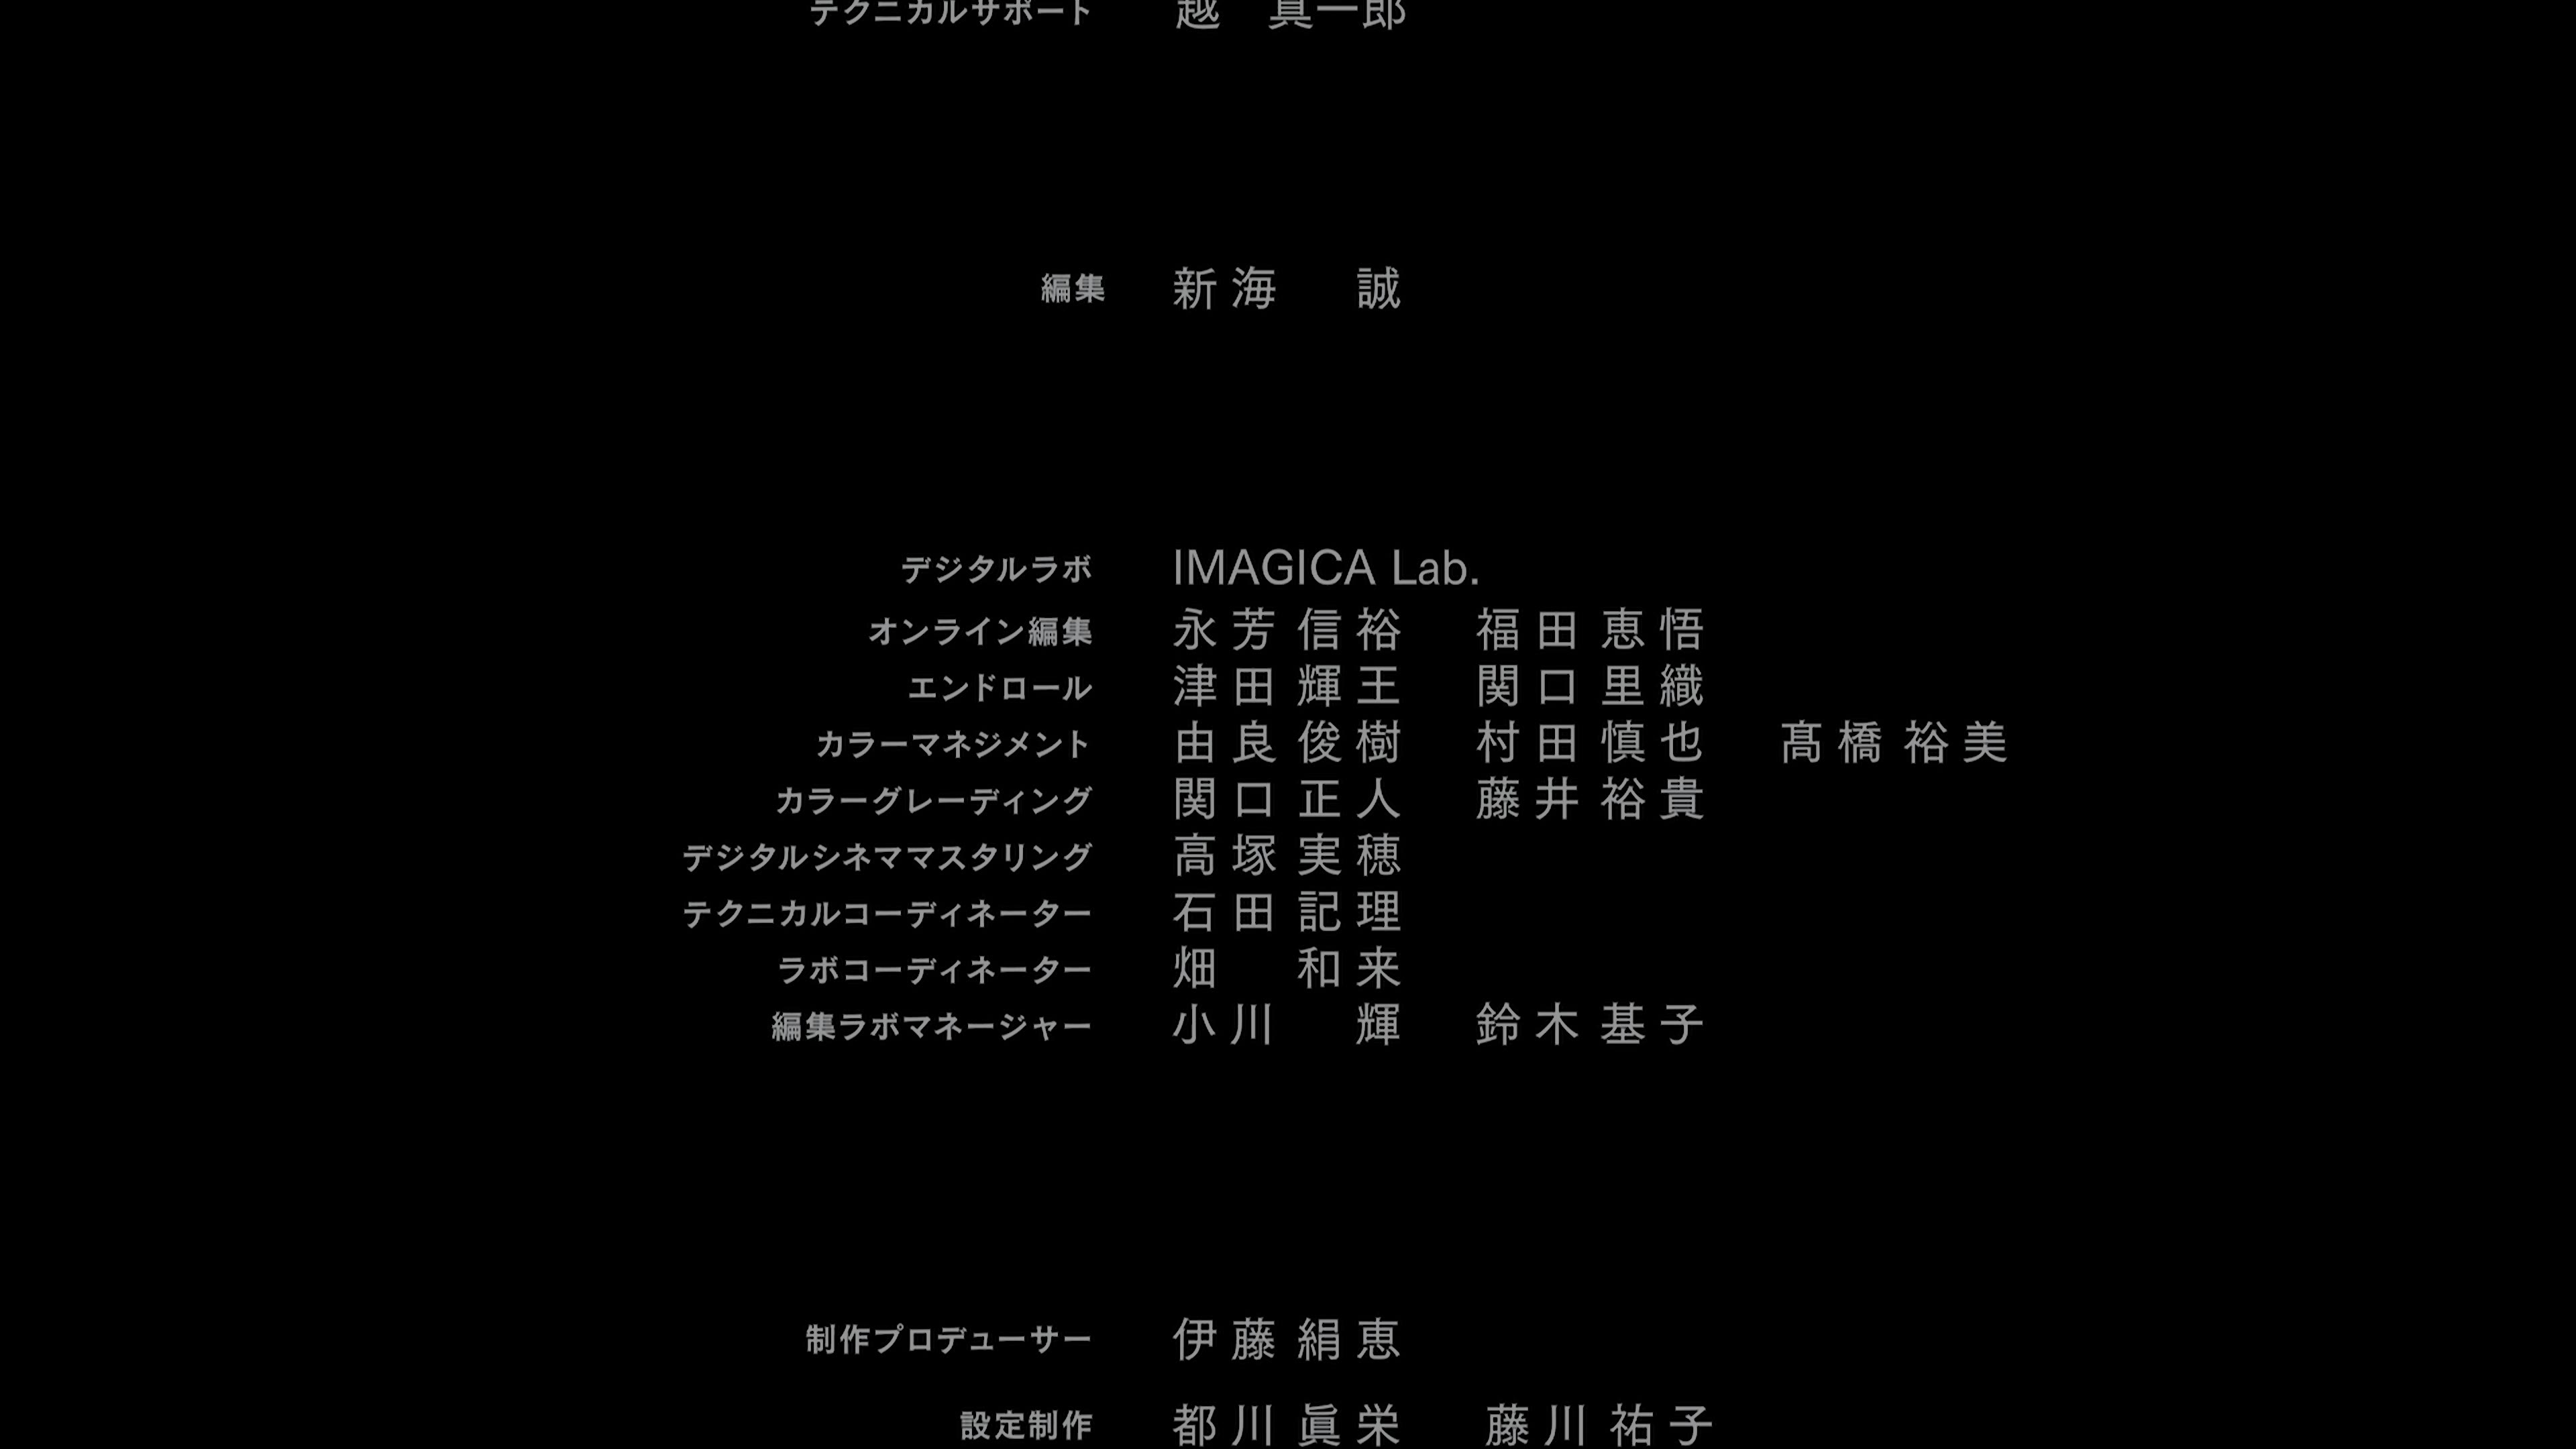 テクニカルサポート 越 真一郎
編集 新海 誠
デジタルラボ IMAGICA Lab.
オンライン編集 永芳信裕 福田恵悟
エンドロール 津田輝王 関口里織
カラーマネジメント 由良俊樹 村田慎也 髙橋裕美
カラーグレーディング 関口正人 藤井裕貴
デジタルシネママスタリング 高塚実穂
テクニカルコーディネーター 石田記理
ラボコーディネーター 畑 和来
編集ラボマネージャー 小川 輝 鈴木基子
制作プロデューサー 伊藤絹恵
設定制作 都川眞栄 藤川祐子